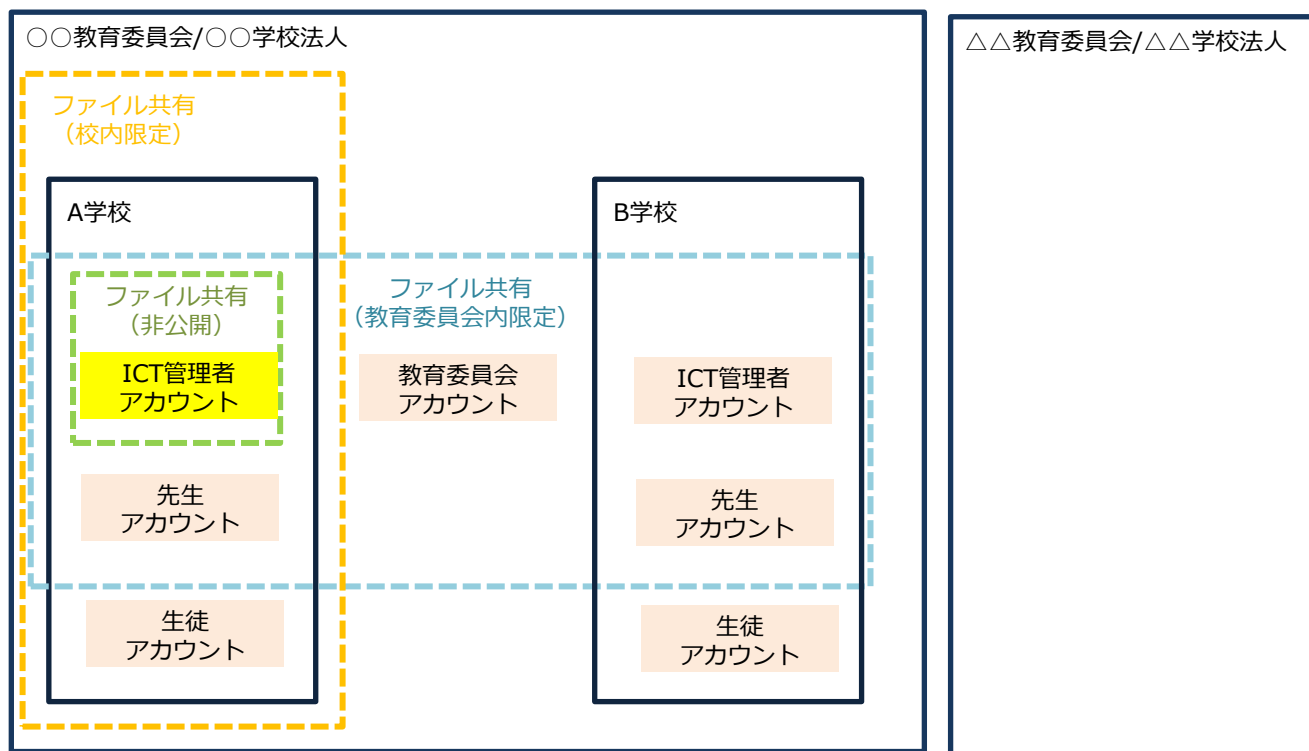 ○○教育委員会/○○学校法人
△△教育委員会/△△学校法人
ファイル共有
（校内限定）
A学校
B学校
ファイル共有
（非公開）
ファイル共有
（教育委員会内限定）
ICT管理者
アカウント
教育委員会
アカウント
ICT管理者
アカウント
先生
アカウント
先生
アカウント
生徒
アカウント
生徒
アカウント